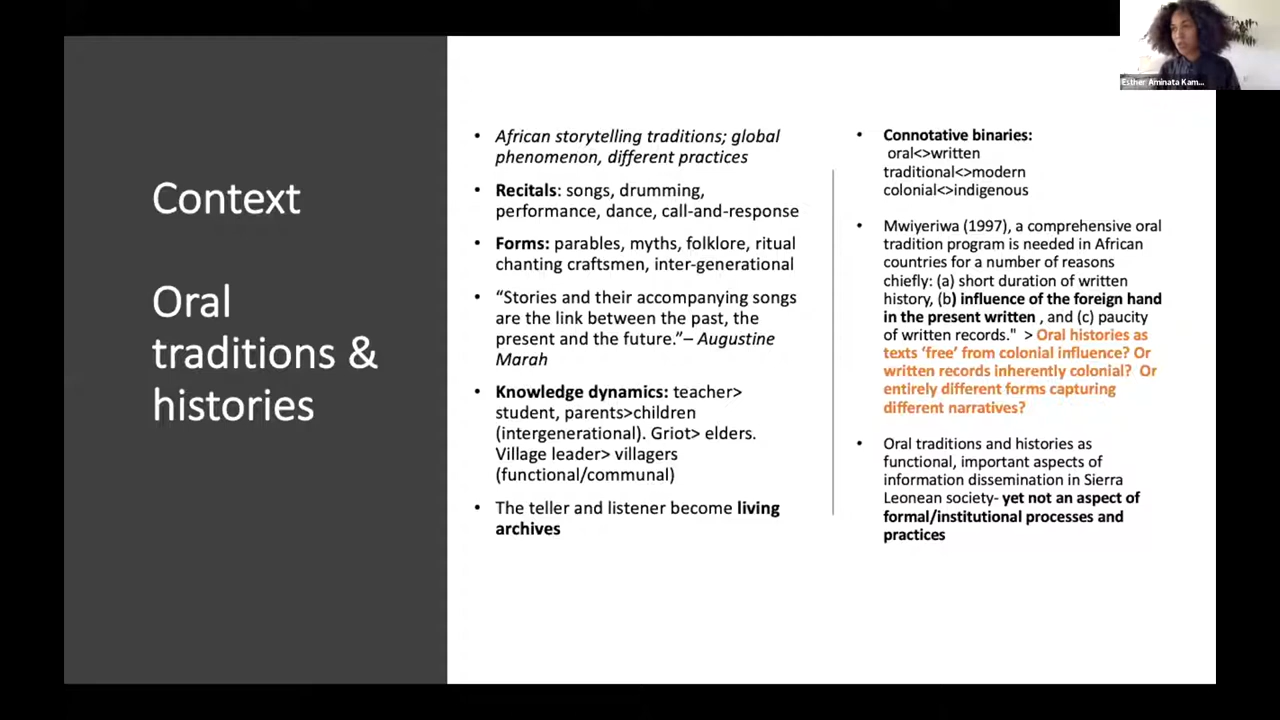 Esther Aminata Kam...
Context
Oral
traditions &
histories
• African storytelling traditions; global
phenomenon, different practices
• Recitals: songs, drumming,
performance, dance, call-and-response
• Forms: parables, myths, folklore, ritual
chanting craftsmen, inter-generational
• “Stories and their accompanying songs
are the link between the past, the
present and the future.”– Augustine
Marah
• Knowledge dynamics: teacher>
student, parents>children
(intergenerational). Griot> elders.
Village leader> villagers
(functional/communal)
• The teller and listener become living
archives
• Connotative binaries:
oral<>written
traditional<>modern
colonial<>indigenous
• Mwiyeriwa (1997), a comprehensive oral
tradition program is needed in African
countries for a number of reasons
chiefly: (a) short duration of written
history, (b) influence of the foreign hand
in the present written , and (c) paucity
of written records." > Oral histories as
texts ‘free’ from colonial influence? Or
written records inherently colonial? Or
entirely different forms capturing
different narratives?
• Oral traditions and histories as
functional, important aspects of
information dissemination in Sierra
Leonean society- yet not an aspect of
formal/institutional processes and
practices